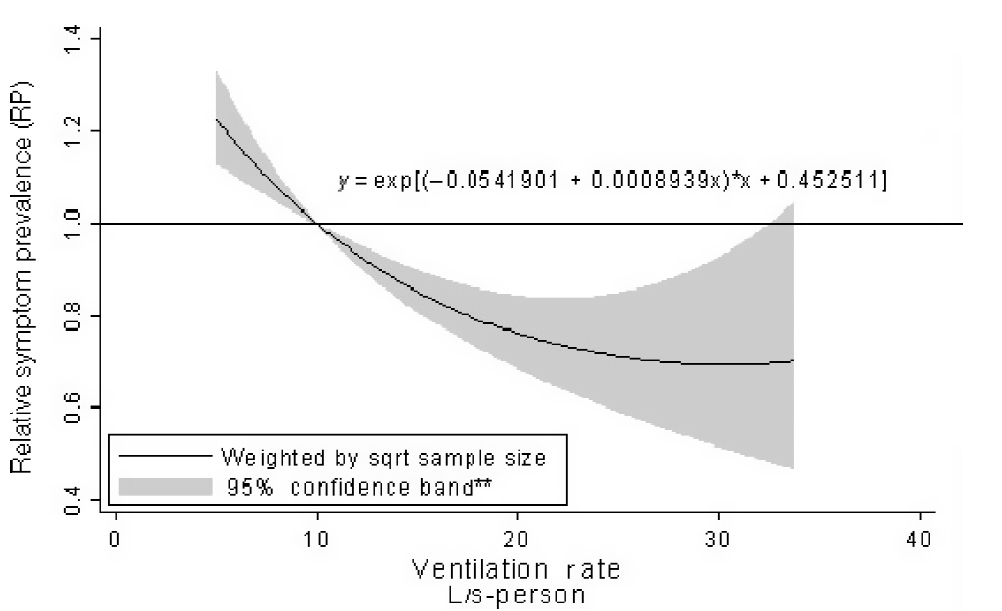 Relative symptom prevalence (RP)
1.4
1.2
1.0
0.8
0.6
0.4
y = exp[(−0.0541901 + 0.0008939x)*x + 0.452511]
Weighted by sqrt sample size
95% confidence band**
0 10 20 30 40
Ventilation rate
L/s-person